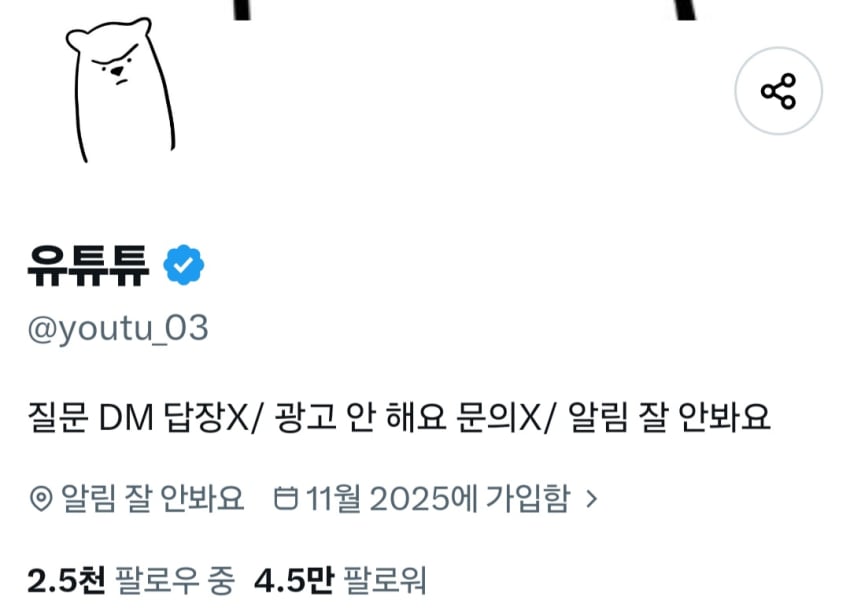 유튜튜
@youtu_03
질문 DM 답장X/ 광고 안 해요 문의X/ 알림 잘 안봐요
알림 잘 안봐요 11월 2025에 가입함
2.5천 팔로우 중 4.5만 팔로워